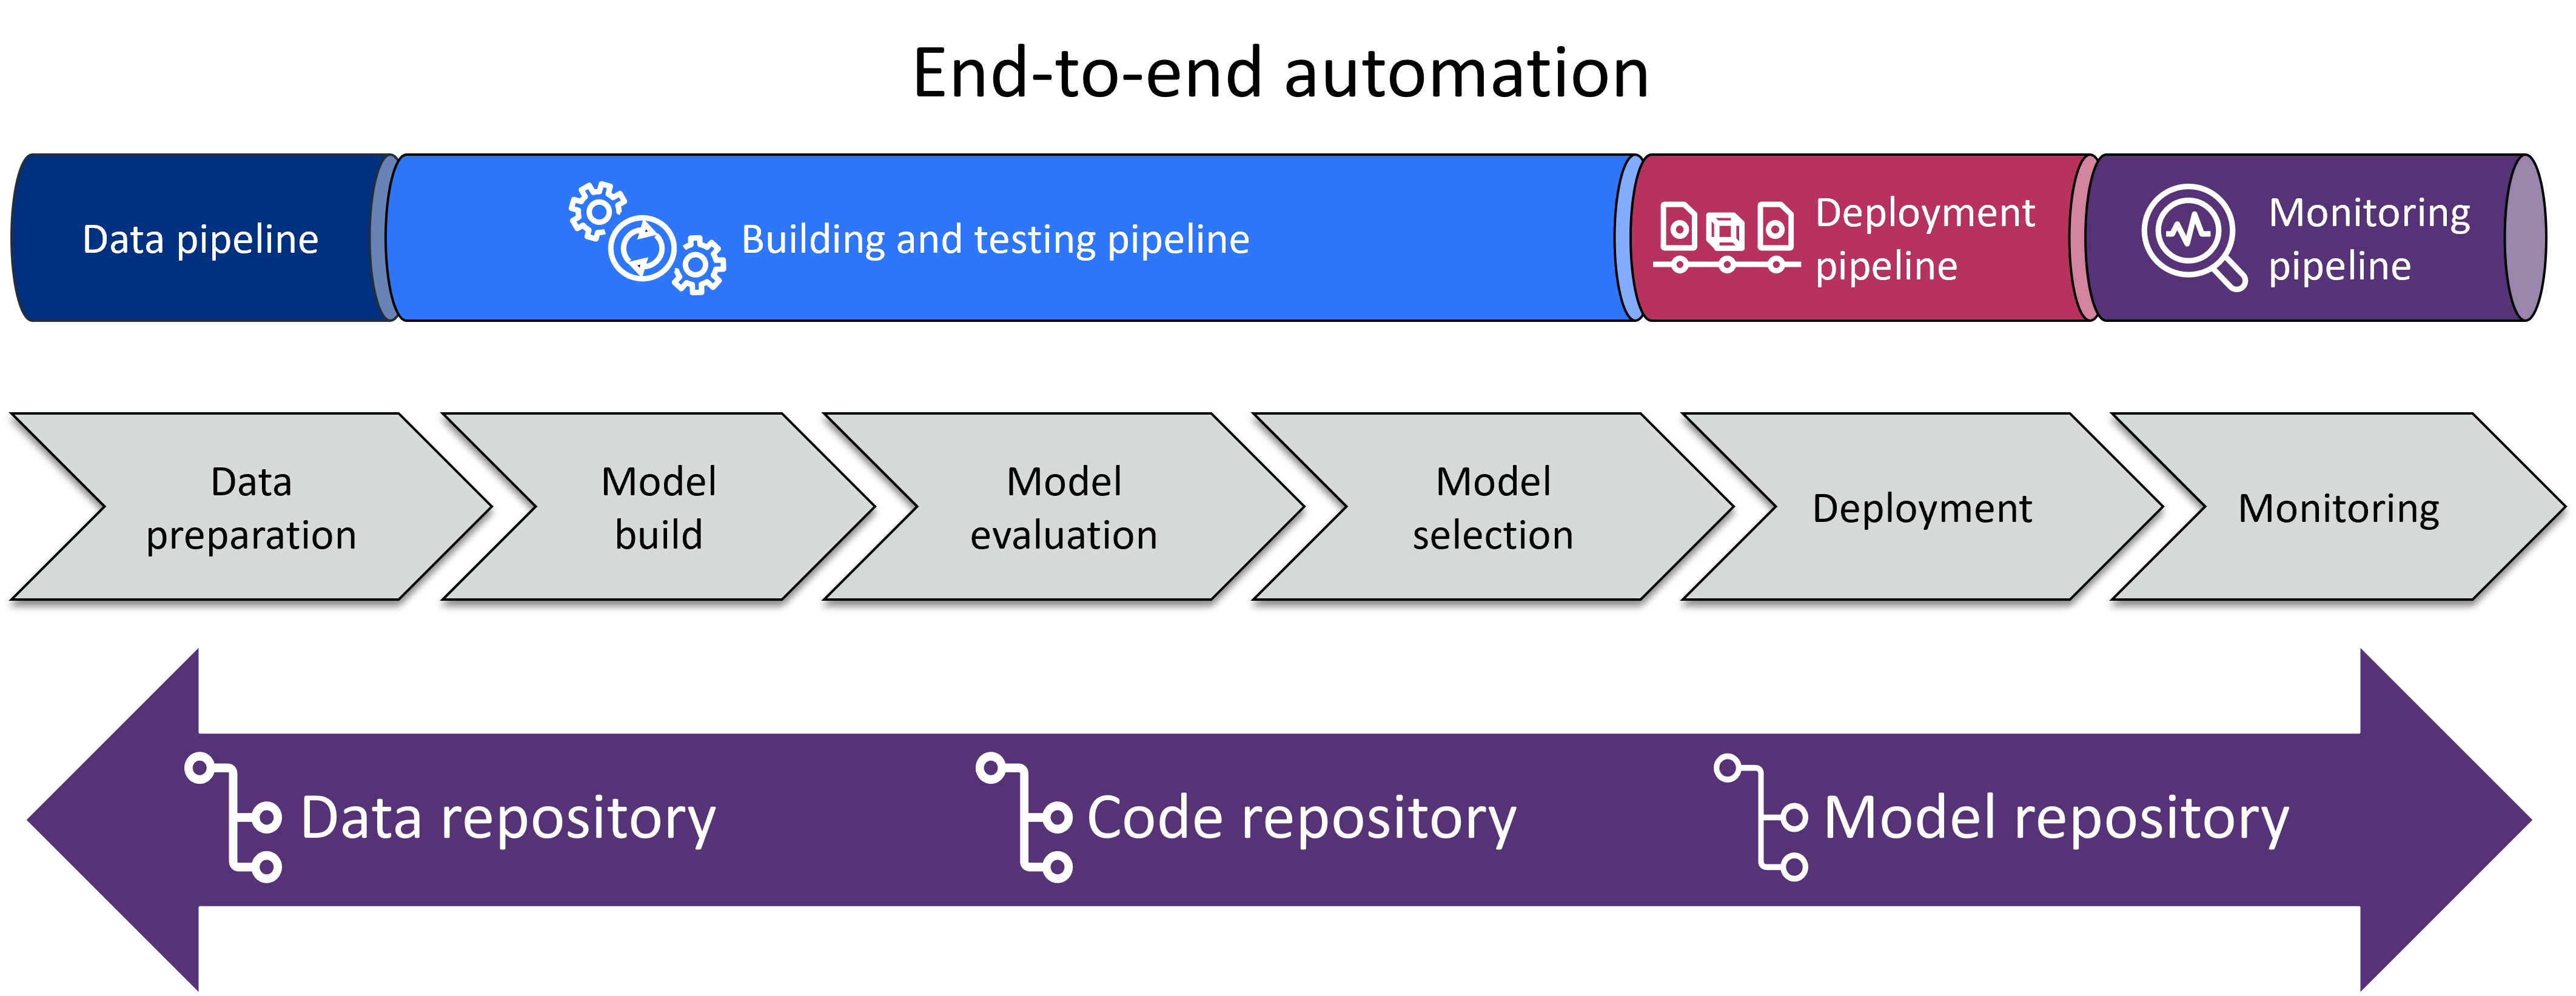 End-to-end automation
Data pipeline
Building and testing pipeline
Deployment
pipeline
Monitoring
pipeline
Data
preparation
Model
build
Model
evaluation
Model
selection
Deployment
Monitoring
Data repository
Code repository
Model repository